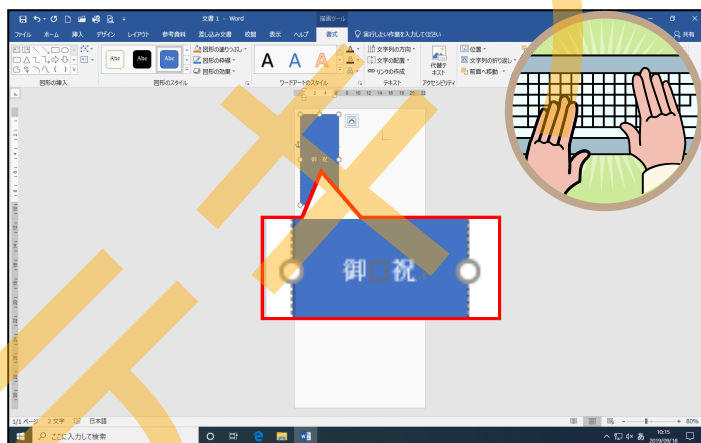 文書 1 - Word
描画ツール
ファイル ホーム 挿入 デザイン レイアウト 参考資料 差し込み文書 校閲 表示 ヘルプ 書式 実行したい作業を入力してください 共有
Abc Abc Abc
図形の塗りつぶし
図形の枠線
図形の効果
A A A
文字列の方向
文字の配置
リンクの作成
代替テキスト
位置
文字列の折り返し
前面へ移動
図形の挿入 図形のスタイル ワードアートのスタイル テキスト アクセシビリティ
御 祝
御□祝
1/1 ページ 2 文字 日本語
80%
ここに入力して検索
あ
10:15
2019/09/18